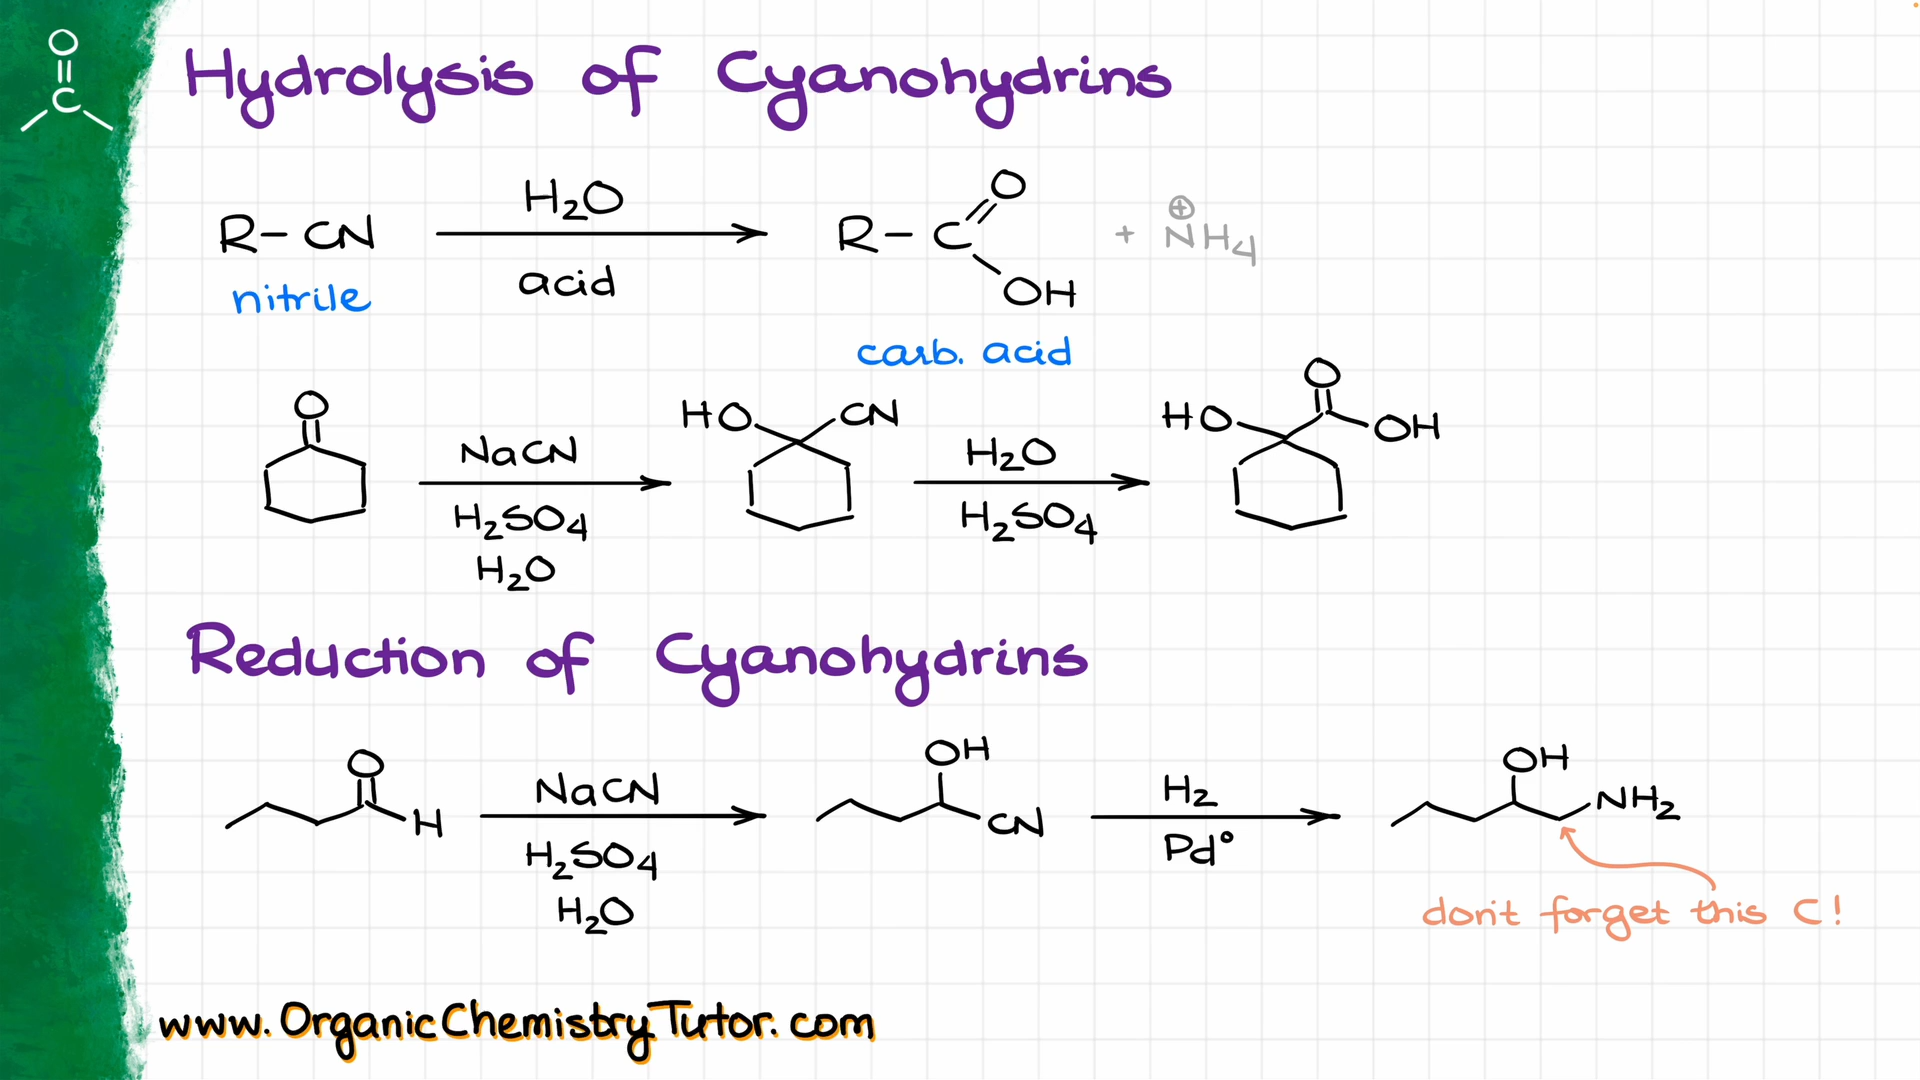 O
C
Hydrolysis of Cyanohydrins
R-CN H₂O acid R-C O OH + ⊕NH₄
nitrile
carb. acid
O NaCN H₂SO₄ H₂O HO CN H₂O H₂SO₄ HO O OH
Reduction of Cyanohydrins
O H NaCN H₂SO₄ H₂O OH CN H₂ Pd° OH NH₂
don't forget this C!
www.OrganicChemistryTutor.com